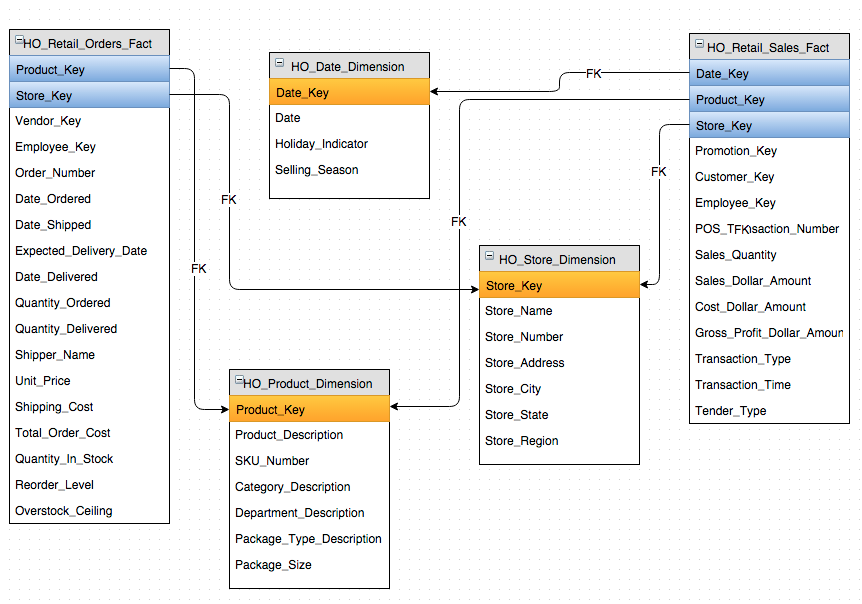 HO_Retail_Orders_Fact
Product_Key
Store_Key
Vendor_Key
Employee_Key
Order_Number
Date_Ordered
Date_Shipped
Expected_Delivery_Date
Date_Delivered
Quantity_Ordered
Quantity_Delivered
Shipper_Name
Unit_Price
Shipping_Cost
Total_Order_Cost
Quantity_In_Stock
Reorder_Level
Overstock_Ceiling
FK
FK
HO_Date_Dimension
Date_Key
Date
Holiday_Indicator
Selling_Season
HO_Product_Dimension
Product_Key
Product_Description
SKU_Number
Category_Description
Department_Description
Package_Type_Description
Package_Size
FK
FK
FK
HO_Store_Dimension
Store_Key
Store_Name
Store_Number
Store_Address
Store_City
Store_State
Store_Region
HO_Retail_Sales_Fact
Date_Key
Product_Key
Store_Key
Promotion_Key
Customer_Key
Employee_Key
POS_TFKnsaction_Number
Sales_Quantity
Sales_Dollar_Amount
Cost_Dollar_Amount
Gross_Profit_Dollar_Amoun
Transaction_Type
Transaction_Time
Tender_Type